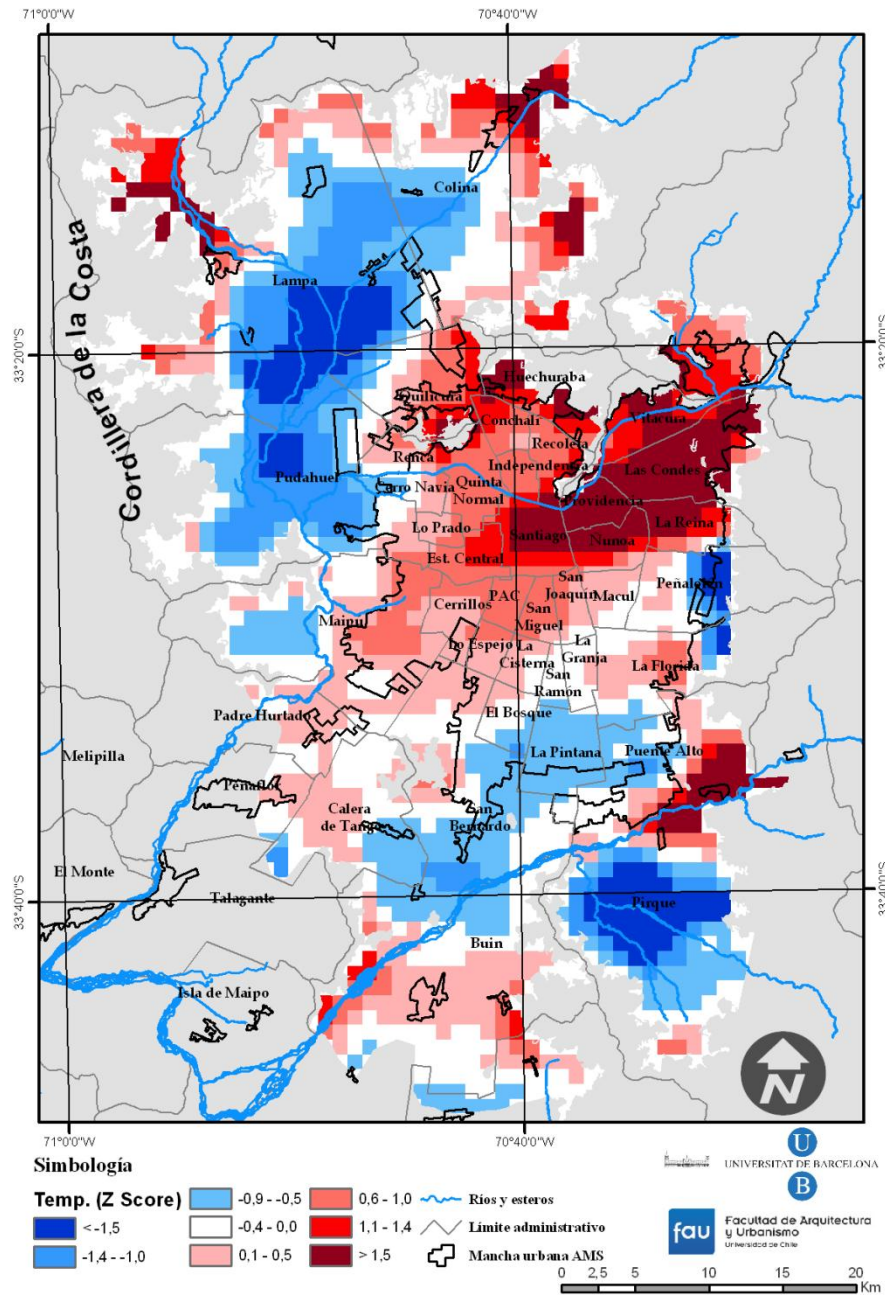 71°0'0"W
70°40'0"W
Colina
Cordillera de la Costa
Lampa
33°20'0"S
33°20'0"S
Huechuraba
Quilicura
Conchalí
Vitacura
Recoleta
Renca
Independencia
Las Condes
Pudahuel
Quinta
Cerro Navia
Normal
Providencia
Lo Prado
Santiago
La Reina
Ñuñoa
Est. Central
San
Peñalolén
Joaquín
PAC
Macul
Cerrillos
San
Maipú
Miguel
Lo Espejo
La
La
Cisterna
Granja
San
La Florida
Ramón
Padre Hurtado
El Bosque
Melipilla
La Pintana
Puente Alto
Peñaflor
Calera
de Tango
San
Bernardo
El Monte
33°40'0"S
33°40'0"S
Talagante
Pirque
Buin
Isla de Maipo
N
71°0'0"W
70°40'0"W
Simbología
Temp. (Z Score)
< -1,5
-1,4 - -1,0
-0,9 - -0,5
-0,4 - 0,0
0,1 - 0,5
0,6 - 1,0
1,1 - 1,4
> 1,5
Ríos y esteros
Límite administrativo
Mancha urbana AMS
U
UNIVERSITAT DE BARCELONA
B
fau
Facultad de Arquitectura
y Urbanismo
Universidad de Chile
0 2,5 5 10 15 20
Km